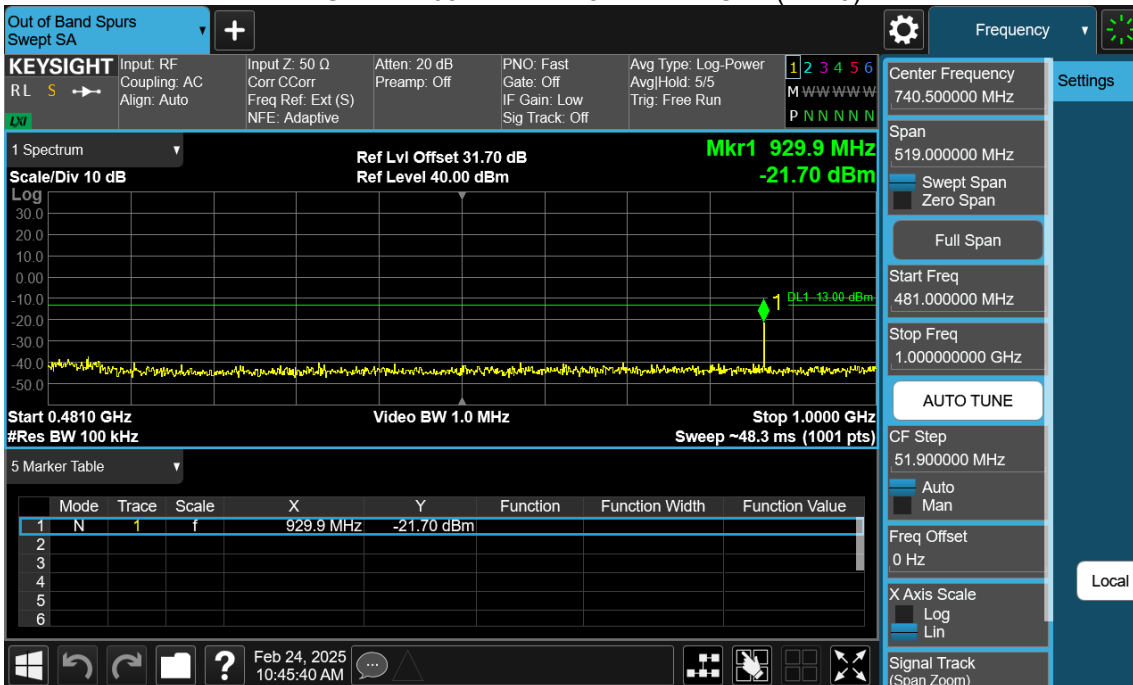 Out of Band Spurs
Swept SA
Frequency
KEYSIGHT
RL S
LXI
Input: RF
Coupling: AC
Align: Auto
Input Z: 50 Ω
Corr CCorr
Freq Ref: Ext (S)
NFE: Adaptive
Atten: 20 dB
Preamp: Off
PNO: Fast
Gate: Off
IF Gain: Low
Sig Track: Off
Avg Type: Log-Power
Avg|Hold: 5/5
Trig: Free Run
1 2 3 4 5 6
M W W W W W
P N N N N N
1 Spectrum
Scale/Div 10 dB
Ref Lvl Offset 31.70 dB
Ref Level 40.00 dBm
Mkr1 929.9 MHz
-21.70 dBm
Log
30.0
20.0
10.0
0.00
-10.0
-20.0
-30.0
-40.0
-50.0
1
DL1 -13.00 dBm
Start 0.4810 GHz
#Res BW 100 kHz
Video BW 1.0 MHz
Stop 1.0000 GHz
Sweep ~48.3 ms (1001 pts)
5 Marker Table
Mode Trace Scale X Y Function Function Width Function Value
1 N 1 f 929.9 MHz -21.70 dBm
2
3
4
5
6
Center Frequency
740.500000 MHz
Span
519.000000 MHz
Swept Span
Zero Span
Full Span
Start Freq
481.000000 MHz
Stop Freq
1.000000000 GHz
AUTO TUNE
CF Step
51.900000 MHz
Auto
Man
Freq Offset
0 Hz
X Axis Scale
Log
Lin
Signal Track
(Span Zoom)
Settings
Local
?
Feb 24, 2025
10:45:40 AM